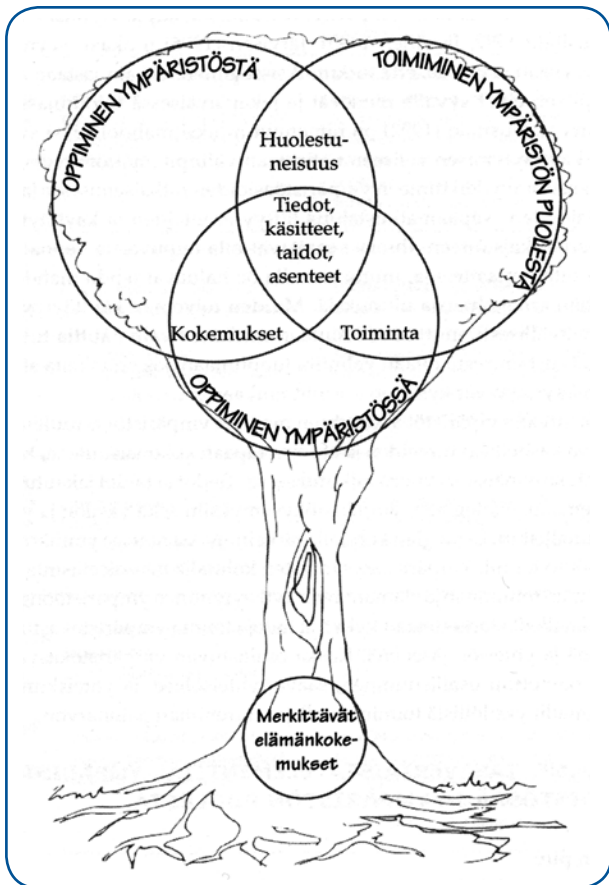 OPPIMINEN YMPÄRISTÖSTÄ
TOIMIMINEN YMPÄRISTÖN PUOLESTA
Huolestu-
neisuus
Tiedot,
käsitteet,
taidot,
asenteet
Kokemukset
Toiminta
OPPIMINEN YMPÄRISTÖSSÄ
Merkittävät
elämänkoke-
mukset